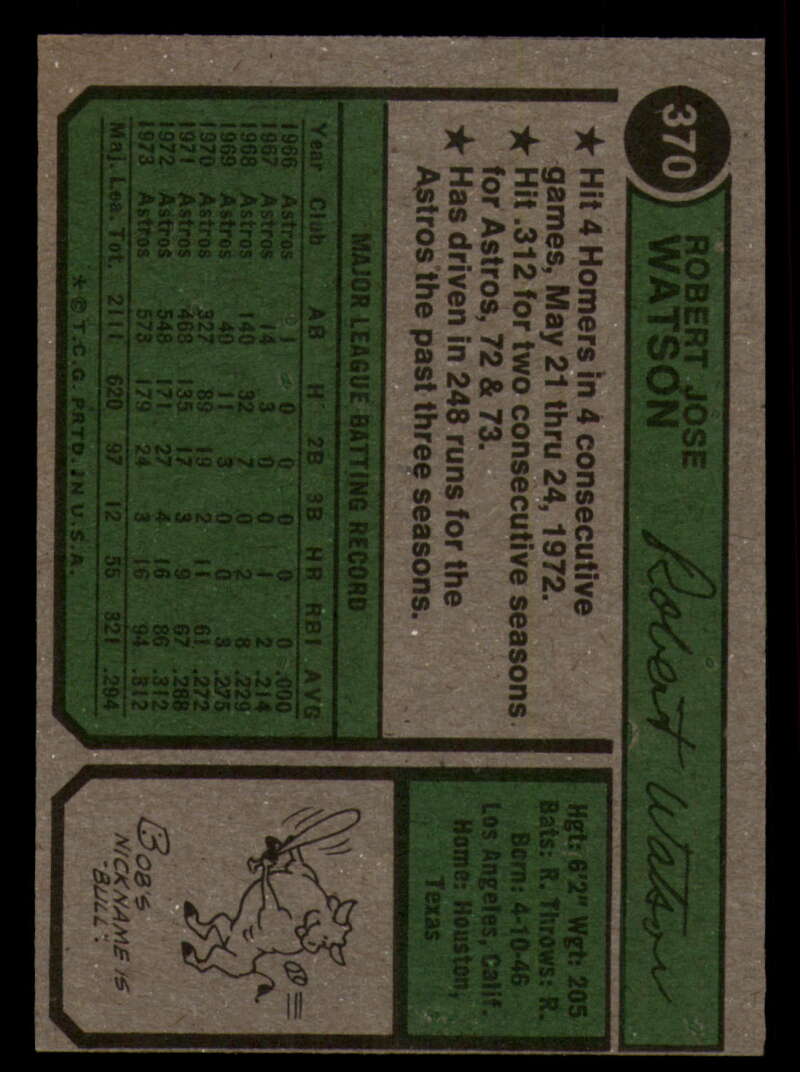 370
ROBERT JOSE
WATSON
Robert Watson
★ Hit 4 Homers in 4 consecutive
games, May 21 thru 24, 1972.
★ Hit .312 for two consecutive seasons
for Astros, 72 & 73.
★ Has driven in 248 runs for the
Astros the past three seasons.
Hgt: 6'2" Wgt: 205
Bats: R. Throws: R.
Born: 4-10-46
Los Angeles, Calif.
Home: Houston,
Texas
MAJOR LEAGUE BATTING RECORD
Year Club AB H 2B 3B HR RBI AVG
1966 Astros 1 0 0 0 0 0 .000
1967 Astros 14 3 0 0 1 2 .214
1968 Astros 140 32 7 0 2 8 .229
1969 Astros 40 11 3 0 0 3 .275
1970 Astros 327 89 19 2 11 61 .272
1971 Astros 468 135 17 3 9 67 .288
1972 Astros 548 171 27 4 16 86 .312
1973 Astros 573 179 24 3 16 94 .312
Maj. Lea. Tot. 2111 620 97 12 55 321 .294
* © T.C.G. PRTD. IN U.S.A.
BOB'S
NICKNAME IS
"BULL".